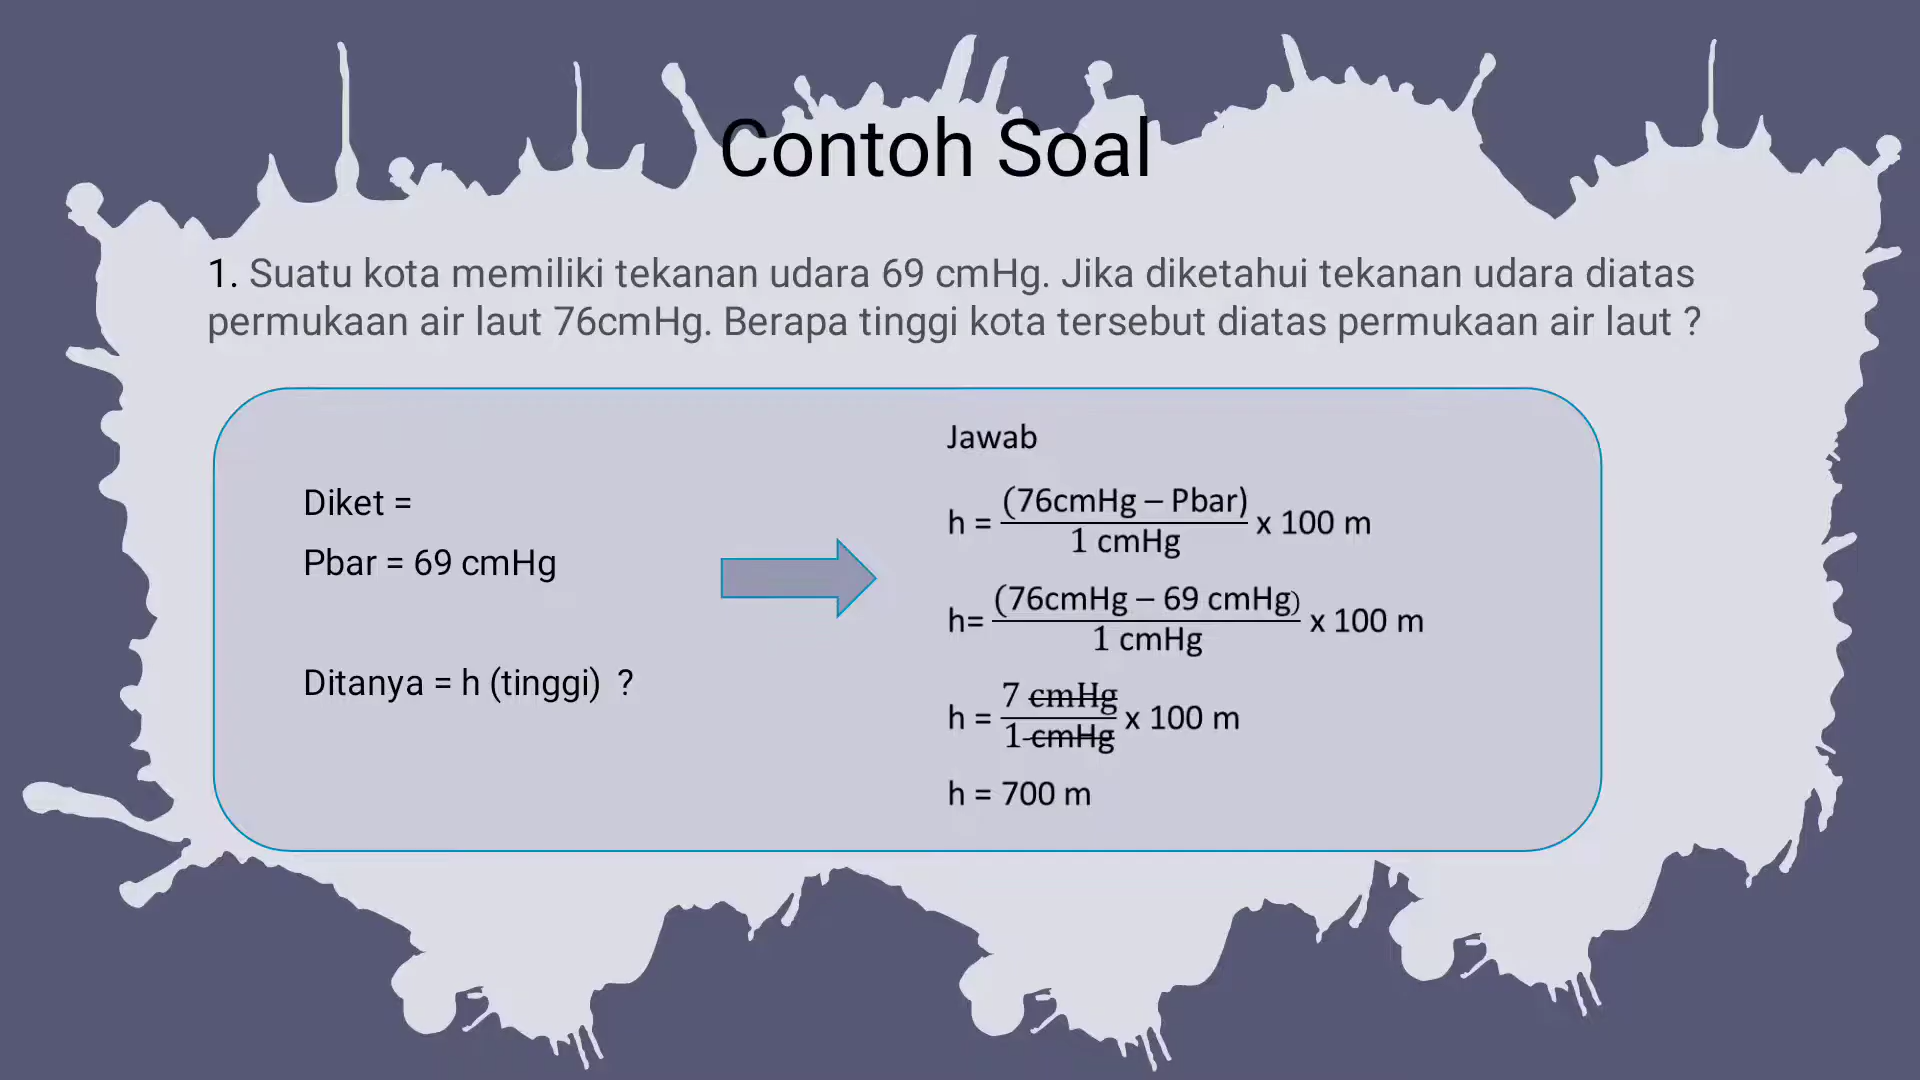 Contoh Soal
1. Suatu kota memiliki tekanan udara 69 cmHg. Jika diketahui tekanan udara diatas
permukaan air laut 76cmHg. Berapa tinggi kota tersebut diatas permukaan air laut ?
Diket =
Pbar = 69 cmHg
Ditanya = h (tinggi) ?
Jawab
h = (76cmHg – Pbar)/1 cmHg x 100 m
h= (76cmHg – 69 cmHg)/1 cmHg x 100 m
h = 7 cmHg/1 cmHg x 100 m
h = 700 m